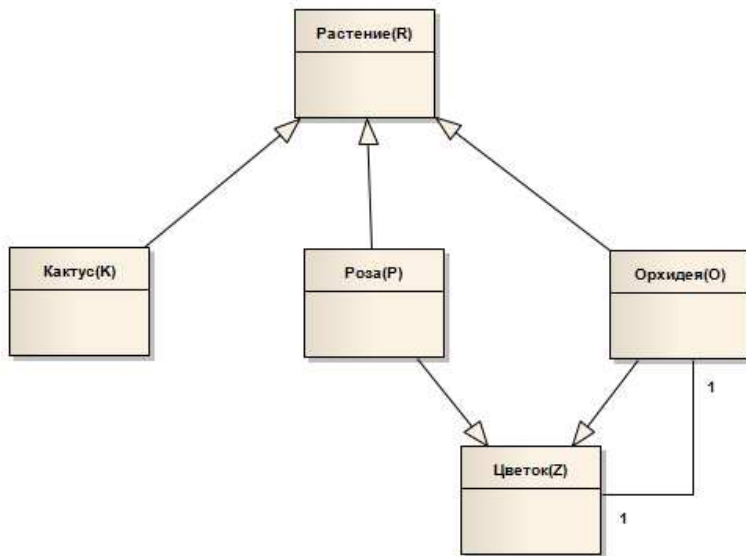 Растение(R)
Кактус(K)
Роза(P)
Орхидея(O)
1
Цветок(Z)
1